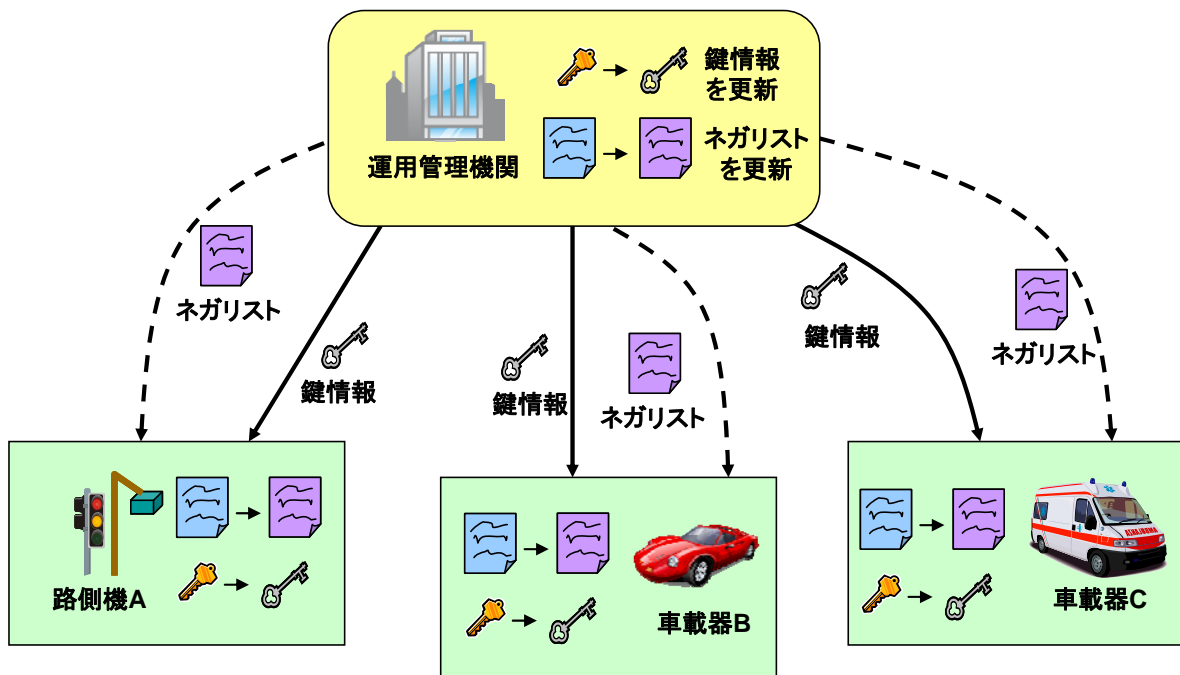 鍵情報
を更新
運用管理機関
ネガリスト
を更新
ネガリスト
鍵情報
鍵情報
ネガリスト
鍵情報
ネガリスト
路側機A
車載器B
車載器C